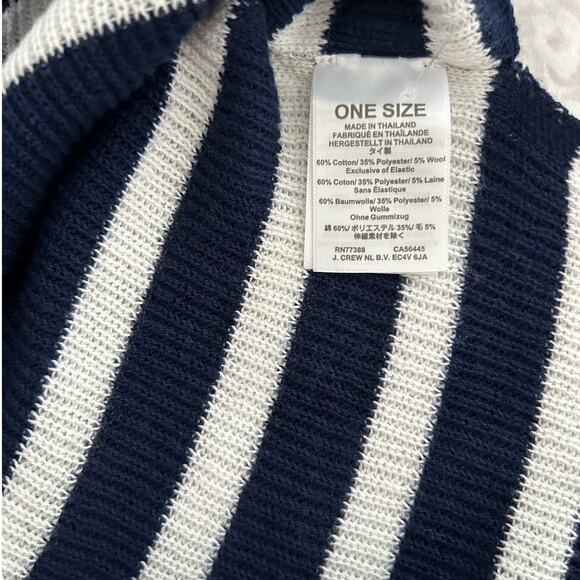 ONE SIZE
MADE IN THAILAND
FABRIQUÉ EN THAÏLANDE
HERGESTELLT IN THAILAND
タイ製
60% Cotton/ 35% Polyester/ 5% Wool
Exclusive of Elastic
60% Coton/ 35% Polyester/ 5% Laine
Sans Élastique
60% Baumwolle/ 35% Polyester/ 5%
Wolle
Ohne Gummizug
綿 60%/ ポリエステル 35%/ 毛 5%
伸縮素材を除く
RN77388 CA56445
J. CREW NL B.V. EC4V 6JA